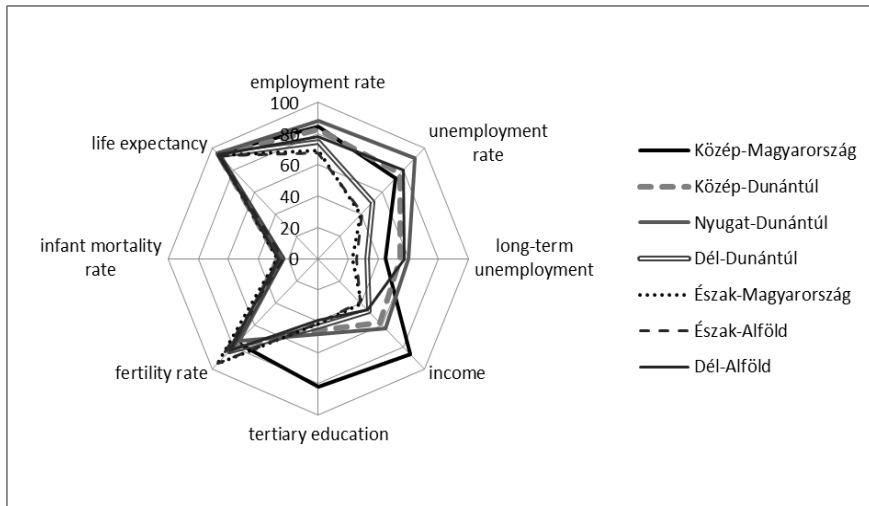 employment rate
100
80
60
40
20
0
unemployment
rate
long-term
unemployment
income
tertiary education
fertility rate
infant mortality
rate
life expectancy
Közép-Magyarország
Közép-Dunántúl
Nyugat-Dunántúl
Dél-Dunántúl
Észak-Magyarország
Észak-Alföld
Dél-Alföld